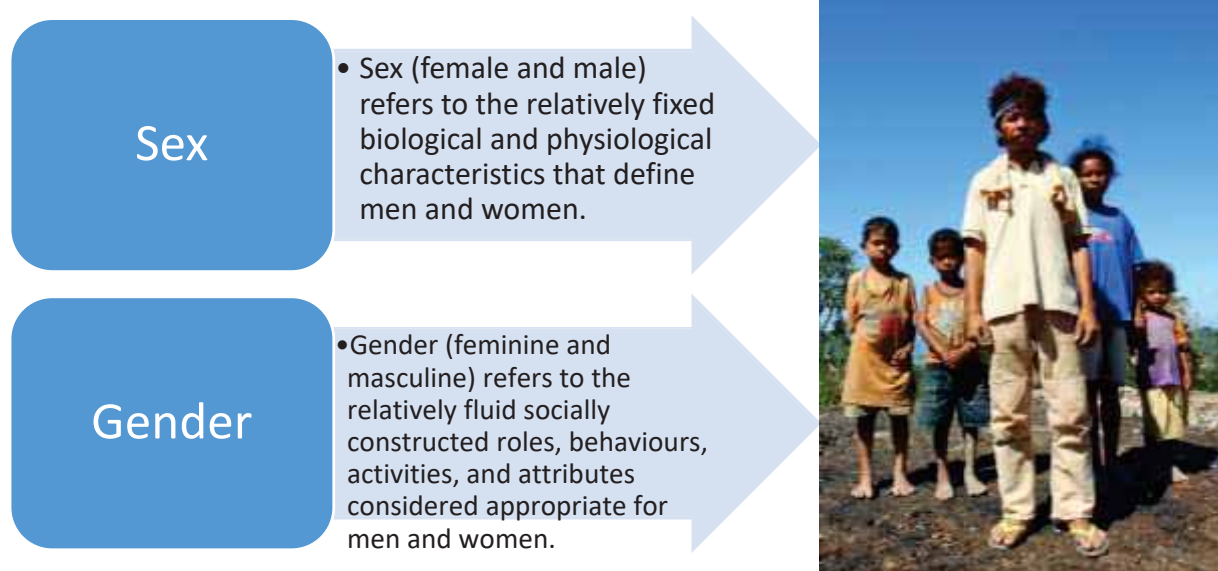 Sex
• Sex (female and male)
refers to the relatively fixed
biological and physiological
characteristics that define
men and women.
Gender
•Gender (feminine and
masculine) refers to the
relatively fluid socially
constructed roles, behaviours,
activities, and attributes
considered appropriate for
men and women.